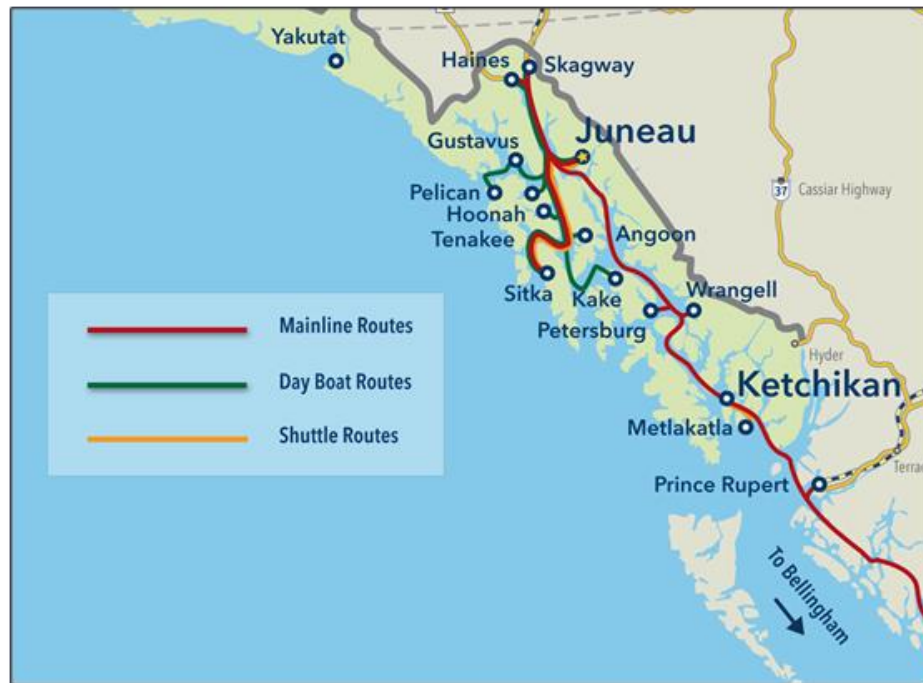 Yakutat
Haines
Skagway
Juneau
Gustavus
37
Cassiar Highway
Pelican
Hoonah
Tenakee
Angoon
Sitka
Kake
Wrangell
Petersburg
Mainline Routes
Day Boat Routes
Shuttle Routes
Hyder
Ketchikan
Metlakatla
Prince Rupert
Terra
To Bellingham